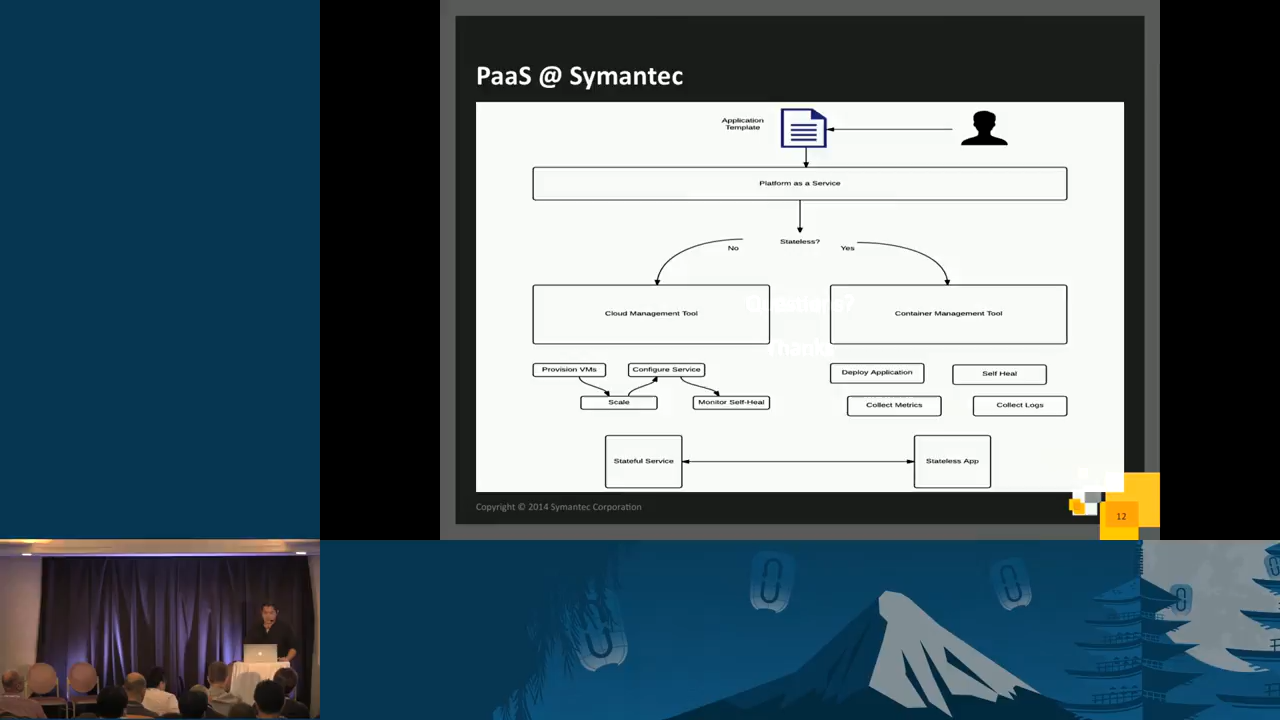 PaaS @ Symantec
Application
Template
Platform as a Service
Stateless?
No
Yes
Cloud Management Tool
Container Management Tool
Questions?
Thanks
Provision VMs
Configure Service
Scale
Monitor Self-Heal
Deploy Application
Self Heal
Collect Metrics
Collect Logs
Stateful Service
Stateless App
Copyright © 2014 Symantec Corporation
12